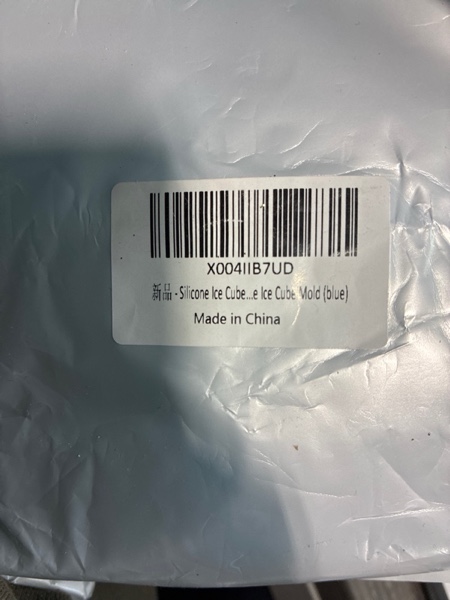 X004IIB7UD
新品 - Silicone Ice Cube...e Ice Cube Mold (blue)
Made in China